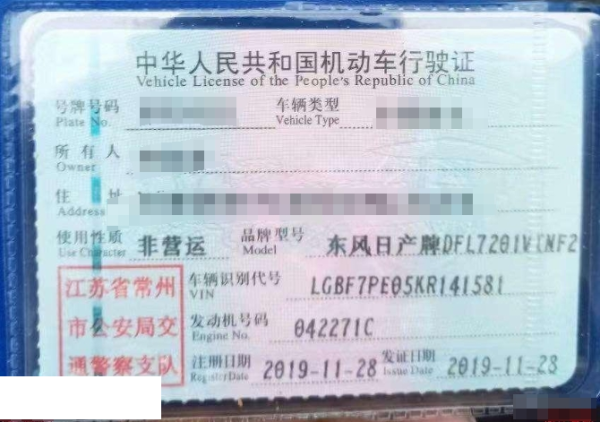 中华人民共和国机动车行驶证
Vehicle License of the People's Republic of China
号牌号码 车辆类型
Plate No. Vehicle Type
所有人
Owner
住址
Address
使用性质 非营运 品牌型号 东风日产牌DFL7201VINF2
Use Character Model
江苏省常州
市公安局交
通警察支队
车辆识别代号 LGBF7PE05KR141581
VIN
发动机号码 042271C
Engine No.
注册日期 2019-11-28 发证日期 2019-11-28
Register Date Issue Date